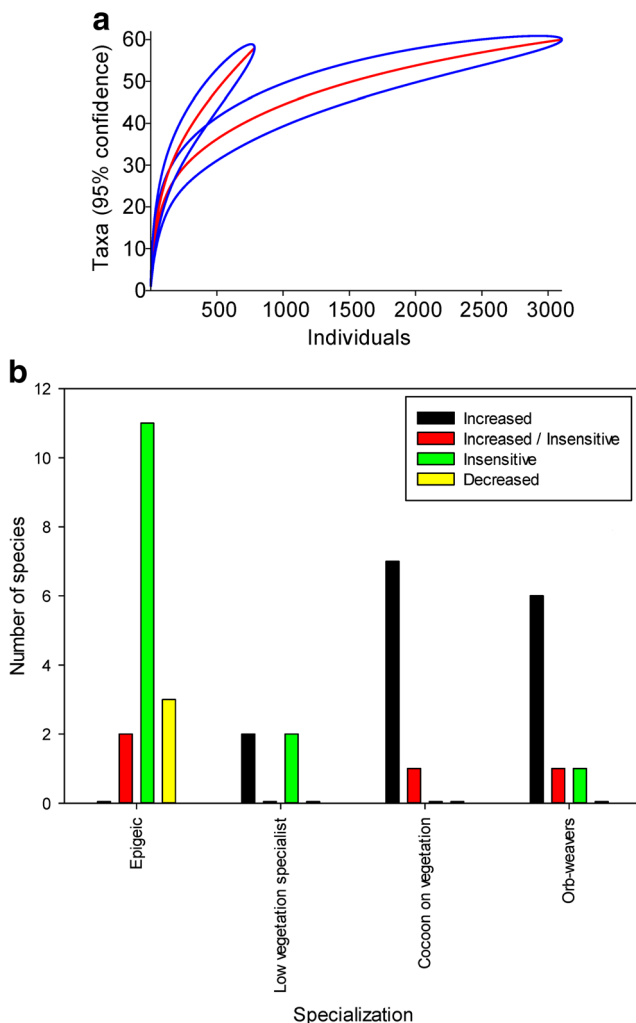 a
Taxa (95% confidence)
60
50
40
30
20
10
0
500 1000 1500 2000 2500 3000
Individuals
b
Number of species
12
10
8
6
4
2
0
Increased
Increased / Insensitive
Insensitive
Decreased
Epigeic
Low vegetation specialist
Cocoon on vegetation
Orb-weavers
Specialization